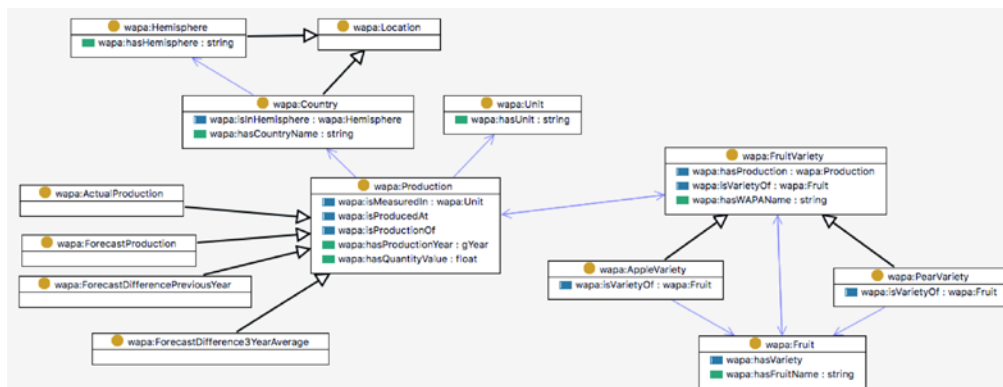 wapa:Hemisphere
wapa:hasHemisphere : string
wapa:Location
wapa:Country
wapa:isInHemisphere : wapa:Hemisphere
wapa:hasCountryName : string
wapa:Unit
wapa:hasUnit : string
wapa:FruitVariety
wapa:hasProduction : wapa:Production
wapa:isVarietyOf : wapa:Fruit
wapa:hasWAPAName : string
wapa:Production
wapa:isMeasuredIn : wapa:Unit
wapa:isProducedAt
wapa:isProductionOf
wapa:hasProductionYear : gYear
wapa:hasQuantityValue : float
wapa:ActualProduction
wapa:ForecastProduction
wapa:ForecastDifferencePreviousYear
wapa:ForecastDifference3YearAverage
wapa:AppleVariety
wapa:isVarietyOf : wapa:Fruit
wapa:PearVariety
wapa:isVarietyOf : wapa:Fruit
wapa:Fruit
wapa:hasVariety
wapa:hasFruitName : string